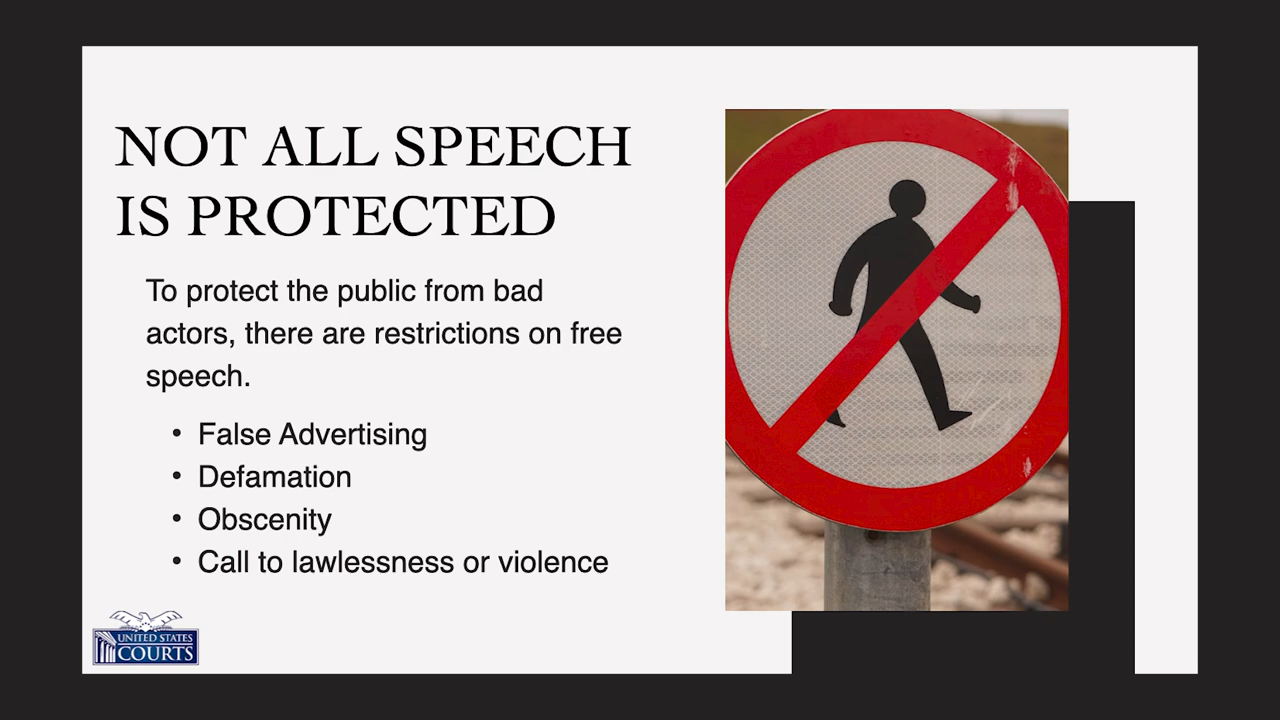 NOT ALL SPEECH
IS PROTECTED
To protect the public from bad
actors, there are restrictions on free
speech.
• False Advertising
• Defamation
• Obscenity
• Call to lawlessness or violence
UNITED STATES
COURTS